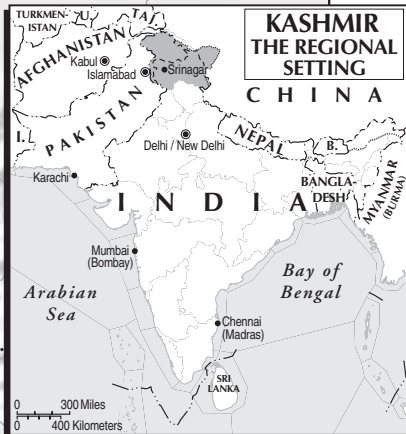 KASHMIR
THE REGIONAL
SETTING
TURKMEN-
ISTAN
U.
TAJ.
AFGHANISTAN
Kabul
Islamabad
Srinagar
CHINA
I.
PAKISTAN
Delhi / New Delhi
NEPAL
B.
Karachi
BANGLA-
DESH
MYANMAR
(BURMA)
INDIA
Mumbai
(Bombay)
Arabian
Sea
Bay of
Bengal
Chennai
(Madras)
SRI
LANKA
0 300 Miles
0 400 Kilometers